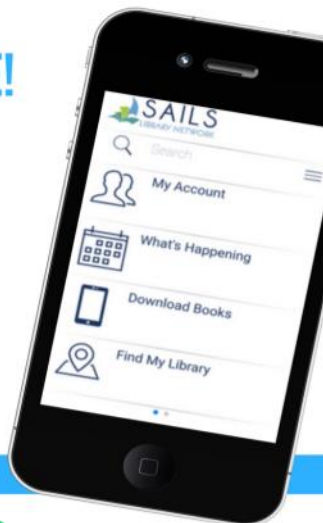 !
SAILS
LIBRARY NETWORK
Search
My Account
What's Happening
Download Books
Find My Library